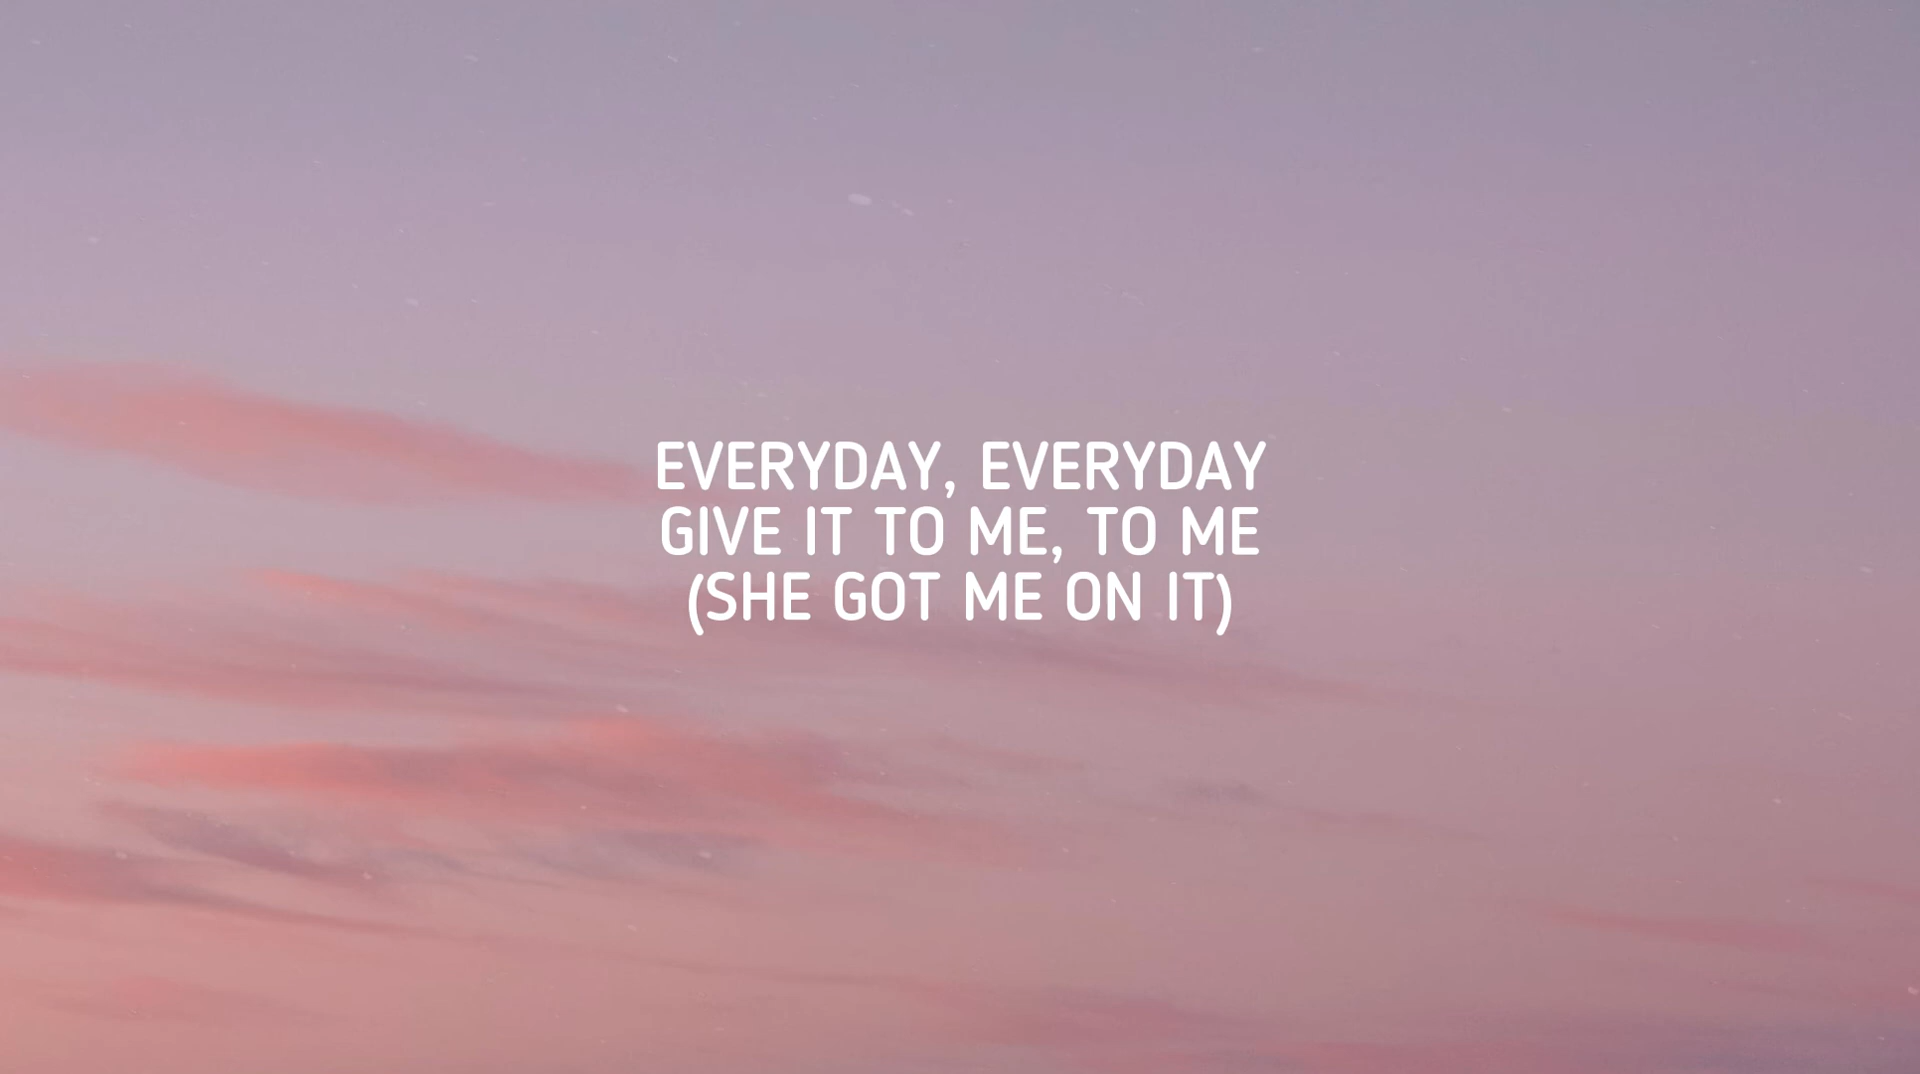 EVERYDAY, EVERYDAY
GIVE IT TO ME, TO ME
(SHE GOT ME ON IT)